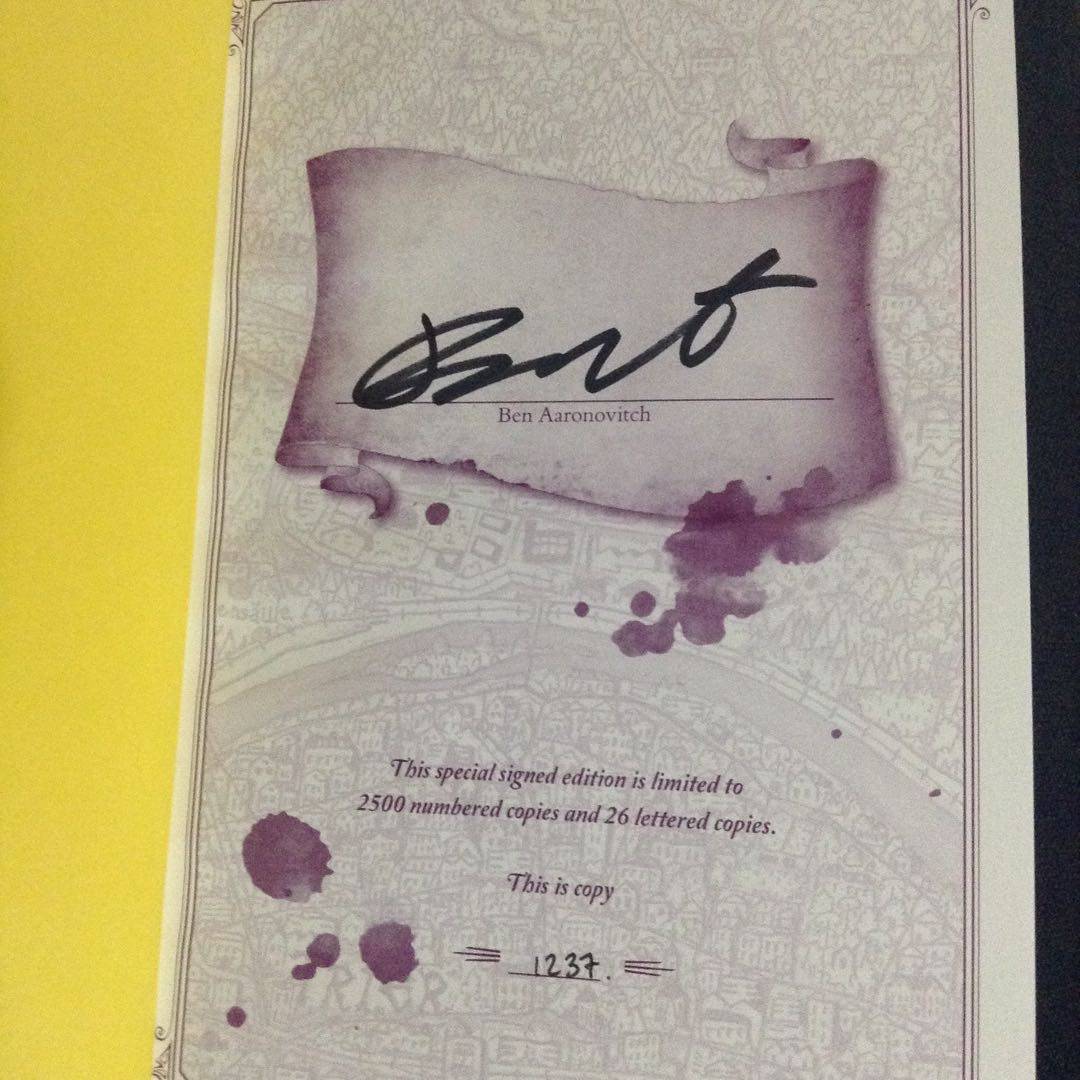 Ben Aaronovitch
This special signed edition is limited to
2500 numbered copies and 26 lettered copies.
This is copy
1237.